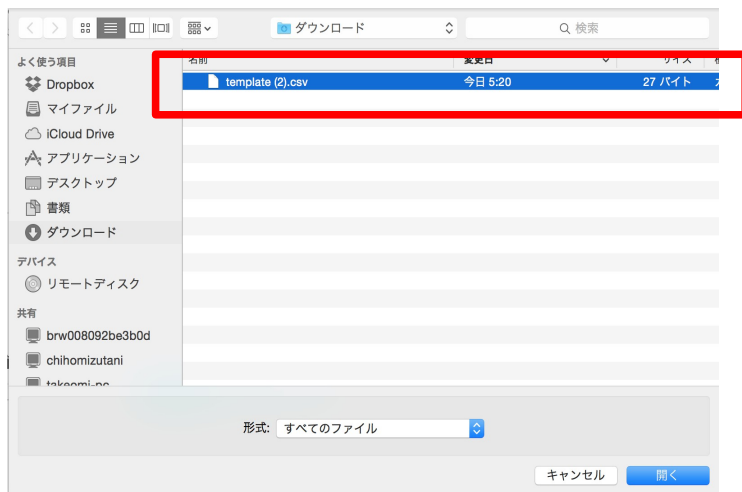 ダウンロード
検索
よく使う項目
Dropbox
マイファイル
iCloud Drive
アプリケーション
デスクトップ
書類
ダウンロード
デバイス
リモートディスク
共有
brw008092be3b0d
chihomizutani
takeomi-pc
名前 変更日 サイズ
template (2).csv 今日 5:20 27 バイト
形式: すべてのファイル
キャンセル 開く